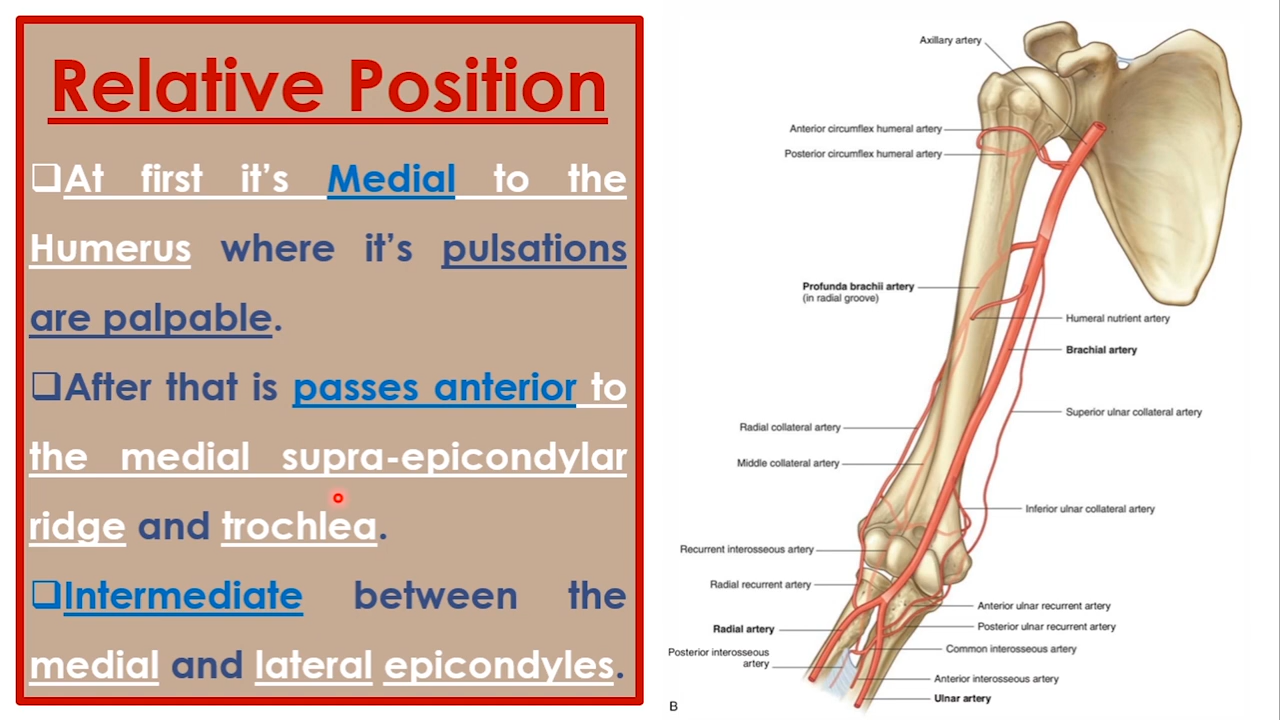 Relative Position
❑At first it’s Medial to the
Humerus where it’s pulsations
are palpable.
❑After that is passes anterior to
the medial supra-epicondylar
ridge and trochlea.
❑Intermediate between the
medial and lateral epicondyles.
Axillary artery
Anterior circumflex humeral artery
Posterior circumflex humeral artery
Profunda brachii artery
(in radial groove)
Humeral nutrient artery
Brachial artery
Superior ulnar collateral artery
Radial collateral artery
Middle collateral artery
Inferior ulnar collateral artery
Recurrent interosseous artery
Radial recurrent artery
Anterior ulnar recurrent artery
Posterior ulnar recurrent artery
Radial artery
Common interosseous artery
Posterior interosseous
artery
Anterior interosseous artery
Ulnar artery
B